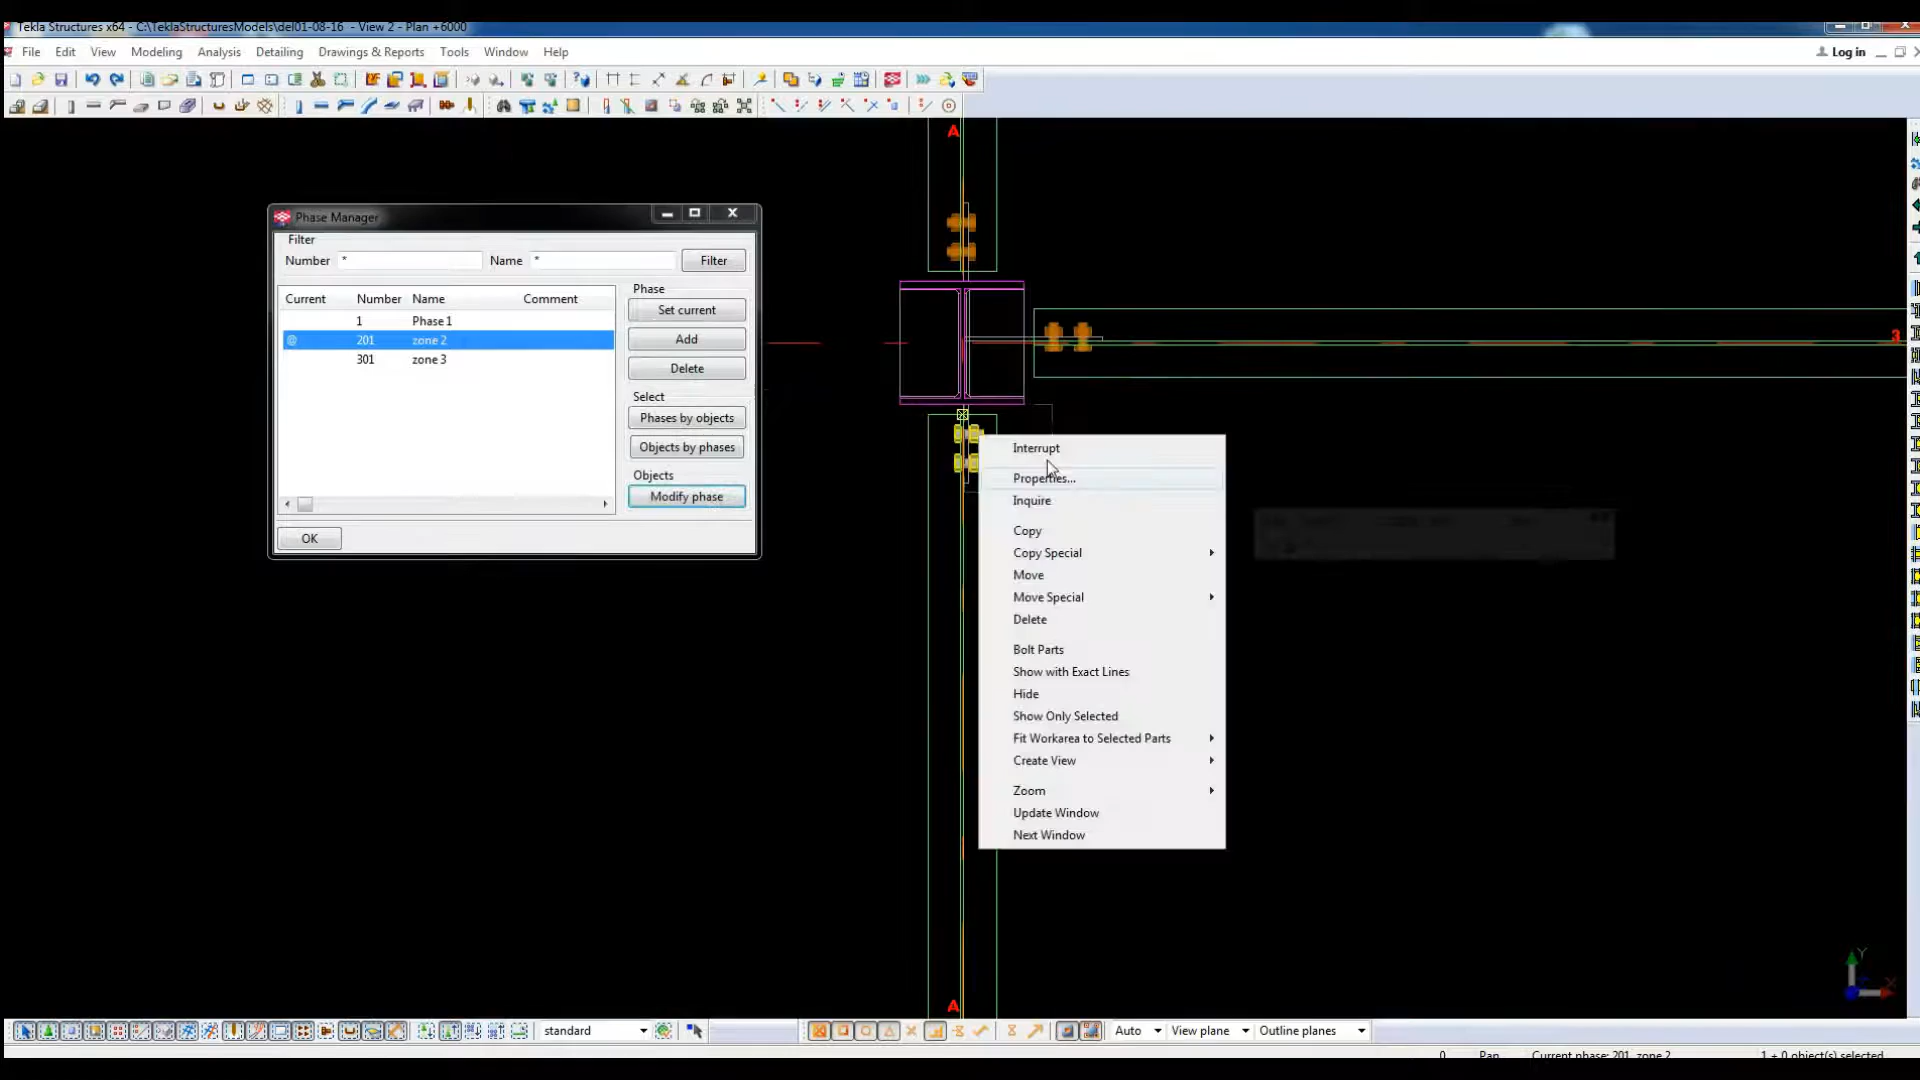 Tekla Structures x64 - C:\TeklaStructuresModels\del01-08-16 - View 2 - Plan +6000
File Edit View Modeling Analysis Detailing Drawings & Reports Tools Window Help
Log in
A
Phase Manager
Filter
Number * Name * Filter
Current Number Name Comment
1 Phase 1
@ 201 zone 2
301 zone 3
Phase
Set current
Add
Delete
Select
Phases by objects
Objects by phases
Objects
Modify phase
OK
3
Interrupt
Properties...
Inquire
Copy
Copy Special
Move
Move Special
Delete
Bolt Parts
Show with Exact Lines
Hide
Show Only Selected
Fit Workarea to Selected Parts
Create View
Zoom
Update Window
Next Window
A
Y
standard
Auto View plane Outline planes
0 Pan Current phase: 201, zone 2 1 + 0 object(s) selected